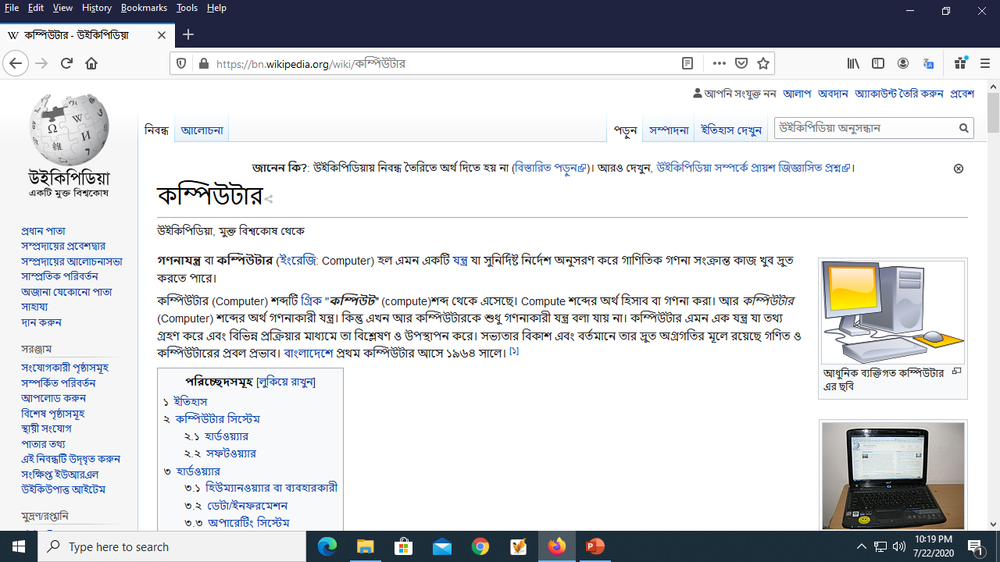 File Edit View History Bookmarks Tools Help
কম্পিউটার - উইকিপিডিয়া
https://bn.wikipedia.org/wiki/কম্পিউটার
আপনি সংযুক্ত নন আলাপ অবদান অ্যাকাউন্ট তৈরি করুন প্রবেশ
নিবন্ধ আলোচনা পড়ুন সম্পাদনা ইতিহাস দেখুন উইকিপিডিয়া অনুসন্ধান
উইকিপিডিয়া
একটি মুক্ত বিশ্বকোষ
প্রধান পাতা
সম্প্রদায়ের প্রবেশদ্বার
সম্প্রদায়ের আলোচনাসভা
সাম্প্রতিক পরিবর্তন
অজানা যেকোনো পাতা
সাহায্য
দান করুন
সরঞ্জাম
সংযোগকারী পৃষ্ঠাসমূহ
সম্পর্কিত পরিবর্তন
আপলোড করুন
বিশেষ পৃষ্ঠাসমূহ
স্থায়ী সংযোগ
পাতার তথ্য
এই নিবন্ধটি উদ্ধৃত করুন
সংক্ষিপ্ত ইউআরএল
উইকিউপাত্ত আইটেম
মুদ্রণ/রপ্তানি
জানেন কি?: উইকিপিডিয়ায় নিবন্ধ তৈরিতে অর্থ দিতে হয় না (বিস্তারিত পড়ুন)। আরও দেখুন, উইকিপিডিয়া সম্পর্কে প্রায়শ জিজ্ঞাসিত প্রশ্ন।
কম্পিউটার
উইকিপিডিয়া, মুক্ত বিশ্বকোষ থেকে
গণনাযন্ত্র বা কম্পিউটার (ইংরেজি: Computer) হল এমন একটি যন্ত্র যা সুনির্দিষ্ট নির্দেশ অনুসরণ করে গাণিতিক গণনা সংক্রান্ত কাজ খুব দ্রুত
করতে পারে।
কম্পিউটার (Computer) শব্দটি গ্রিক "কম্পিউট" (compute)শব্দ থেকে এসেছে। Compute শব্দের অর্থ হিসাব বা গণনা করা। আর কম্পিউটার
(Computer) শব্দের অর্থ গণনাকারী যন্ত্র। কিন্তু এখন আর কম্পিউটারকে শুধু গণনাকারী যন্ত্র বলা যায় না। কম্পিউটার এমন এক যন্ত্র যা তথ্য
গ্রহণ করে এবং বিভিন্ন প্রক্রিয়ার মাধ্যমে তা বিশ্লেষণ ও উপস্থাপন করে। সভ্যতার বিকাশ এবং বর্তমানে তার দ্রুত অগ্রগতির মূলে রয়েছে গণিত ও
কম্পিউটারের প্রবল প্রভাব। বাংলাদেশে প্রথম কম্পিউটার আসে ১৯৬৪ সালে। [১]
পরিচ্ছেদসমূহ [লুকিয়ে রাখুন]
১ ইতিহাস
২ কম্পিউটার সিস্টেম
২.১ হার্ডওয়্যার
২.২ সফটওয়্যার
৩ হার্ডওয়্যার
৩.১ হিউম্যানওয়্যার বা ব্যবহারকারী
৩.২ ডেটা/ইনফরমেশন
৩.৩ অপারেটিং সিস্টেম
আধুনিক ব্যক্তিগত কম্পিউটার
এর ছবি
Type here to search
10:19 PM
7/22/2020
1